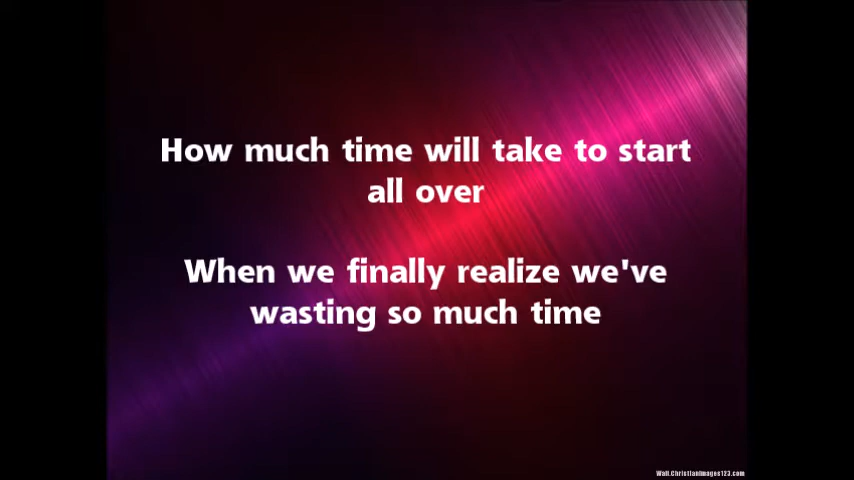 How much time will take to start
all over
When we finally realize we've
wasting so much time
Wall.ChristianImages123.com